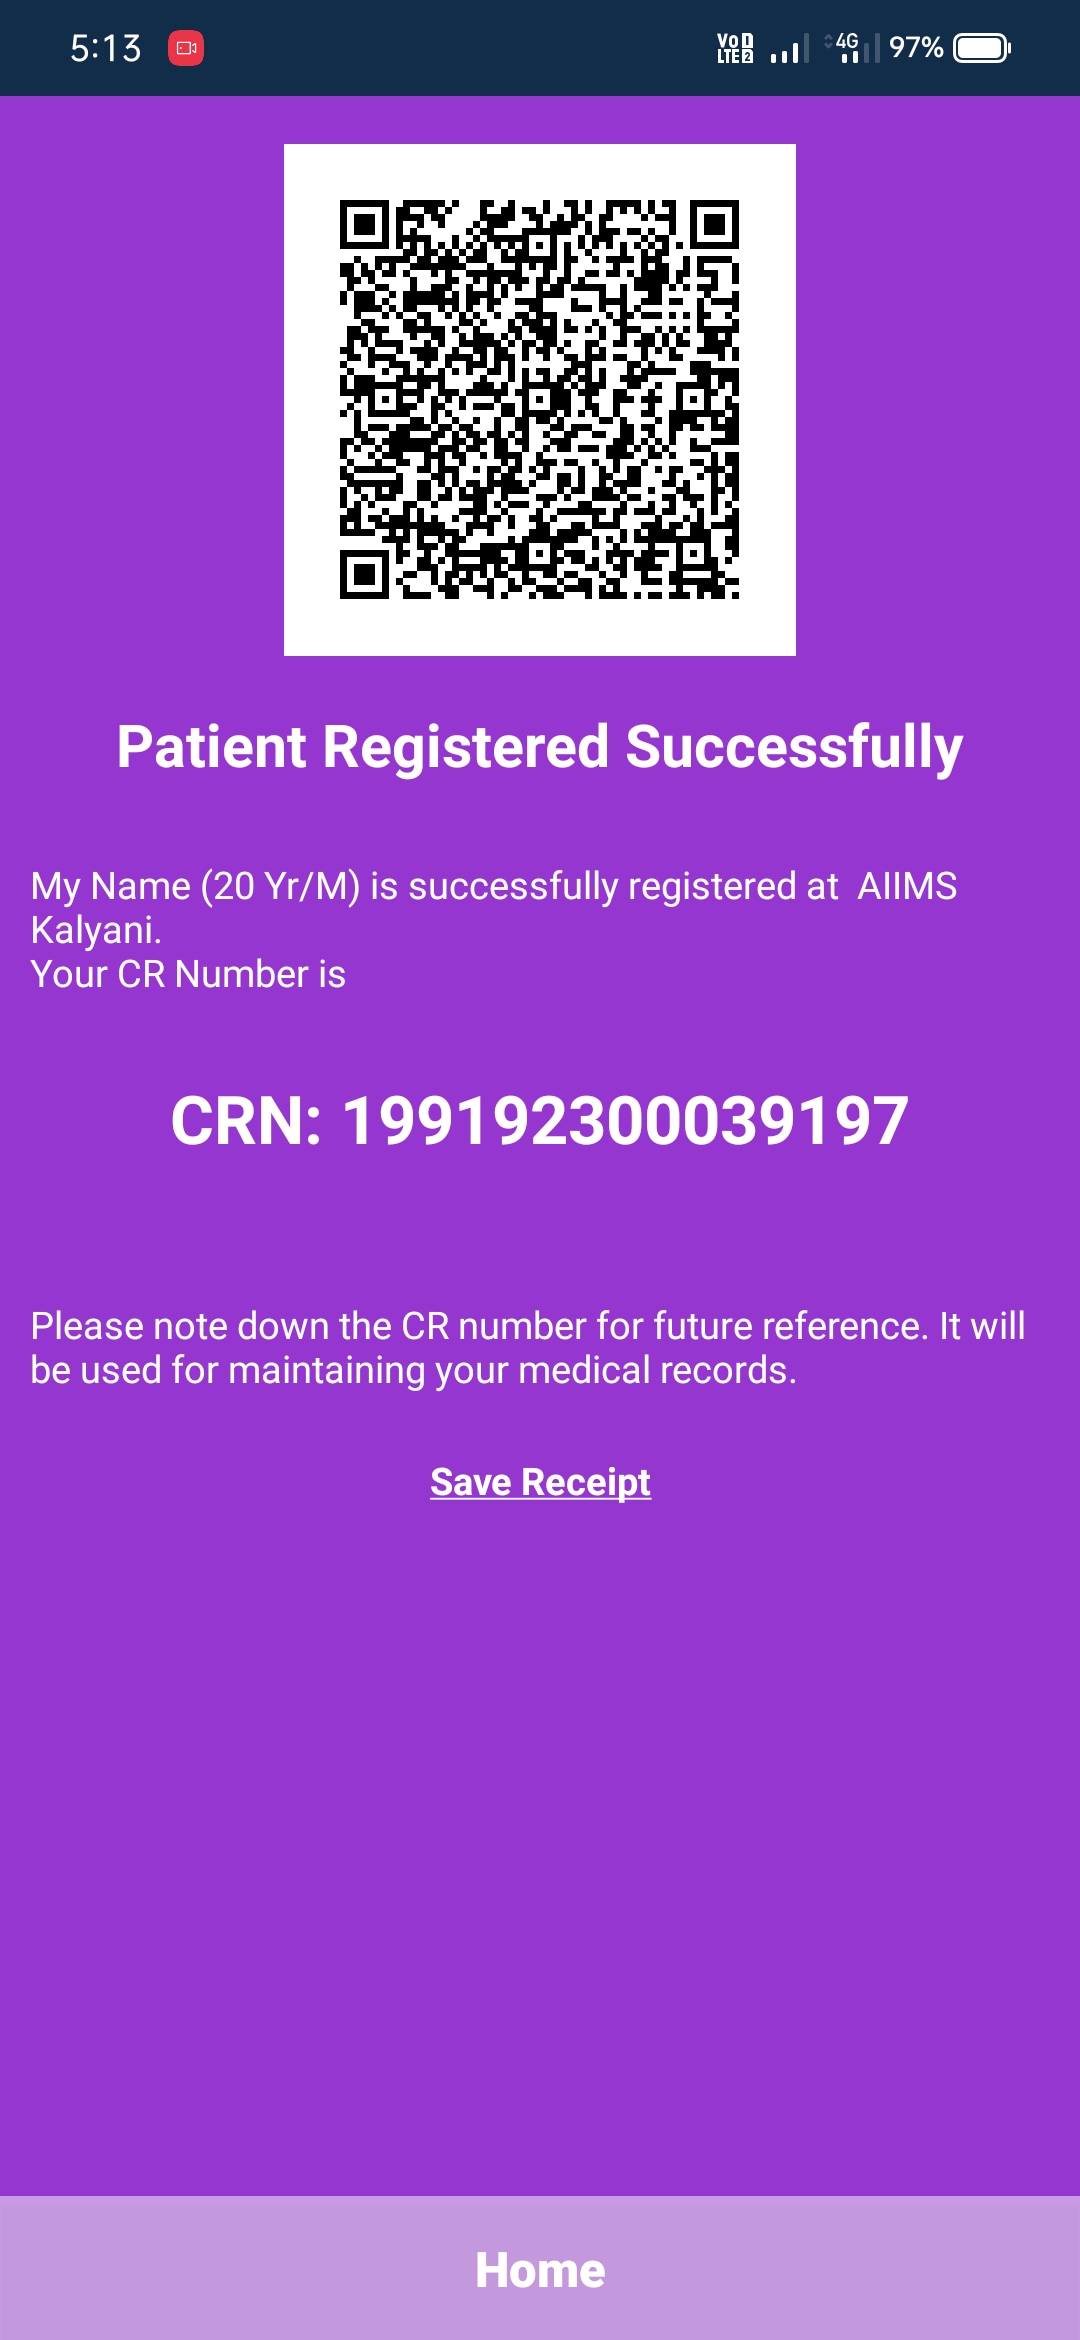 5:13
Vo 1 LTE 2 4G 97%
Patient Registered Successfully
My Name (20 Yr/M) is successfully registered at  AIIMS
Kalyani.
Your CR Number is
CRN: 199192300039197
Please note down the CR number for future reference. It will
be used for maintaining your medical records.
Save Receipt
Home